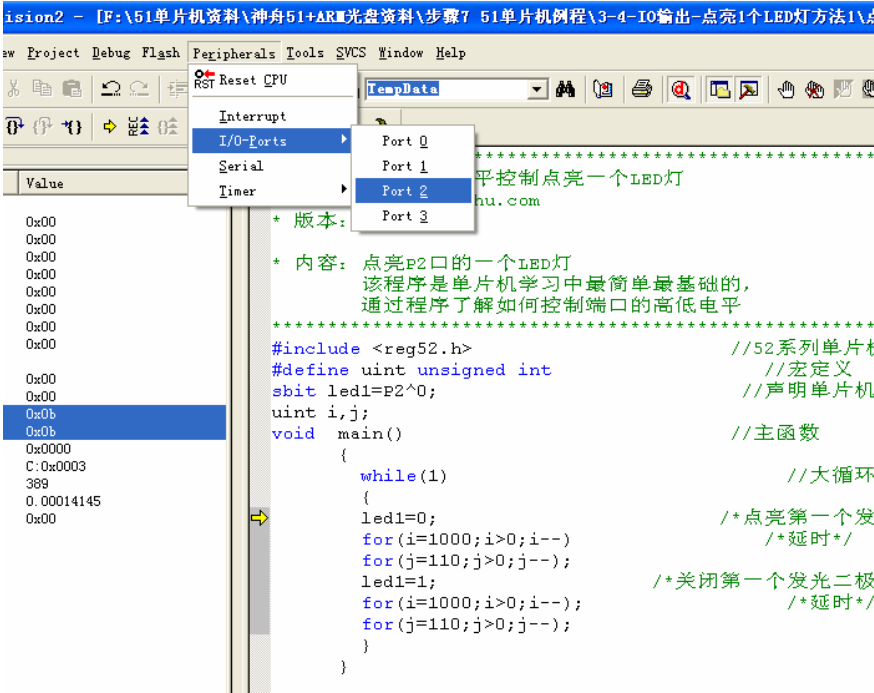 ision2 - [F:\51单片机资料\神舟51+ARM光盘资料\步骤7 51单片机例程\3-4-IO输出-点亮1个LED灯方法1\点
ew Project Debug Flash Peripherals Tools SVCS Window Help
RST Reset CPU
TempData
Interrupt
I/O-Ports
Serial
Timer
Port 0
Port 1
Port 2
Port 3
Value
0x00
0x00
0x00
0x00
0x00
0x00
0x00
0x00
0x00
0x00
0x0b
0x0b
0x0000
C:0x0003
389
0.00014145
0x00
************************************
平控制点亮一个LED灯
hu.com
* 版本:
* 内容: 点亮P2口的一个LED灯
该程序是单片机学习中最简单最基础的,
通过程序了解如何控制端口的高低电平
******************************************************
#include <reg52.h> //52系列单片机
#define uint unsigned int //宏定义
sbit led1=P2^0; //声明单片机
uint i,j;
void main() //主函数
{
while(1) //大循环
{
led1=0; /*点亮第一个发
for(i=1000;i>0;i--) /*延时*/
for(j=110;j>0;j--);
led1=1; /*关闭第一个发光二极
for(i=1000;i>0;i--); /*延时*/
for(j=110;j>0;j--);
}
}